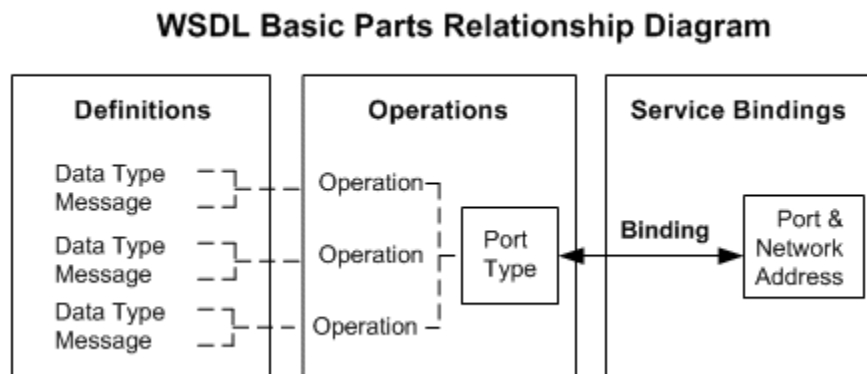 WSDL Basic Parts Relationship Diagram
Definitions
Data Type
Message
Data Type
Message
Data Type
Message
Operations
Operation
Operation
Operation
Port
Type
Service Bindings
Binding
Port &
Network
Address